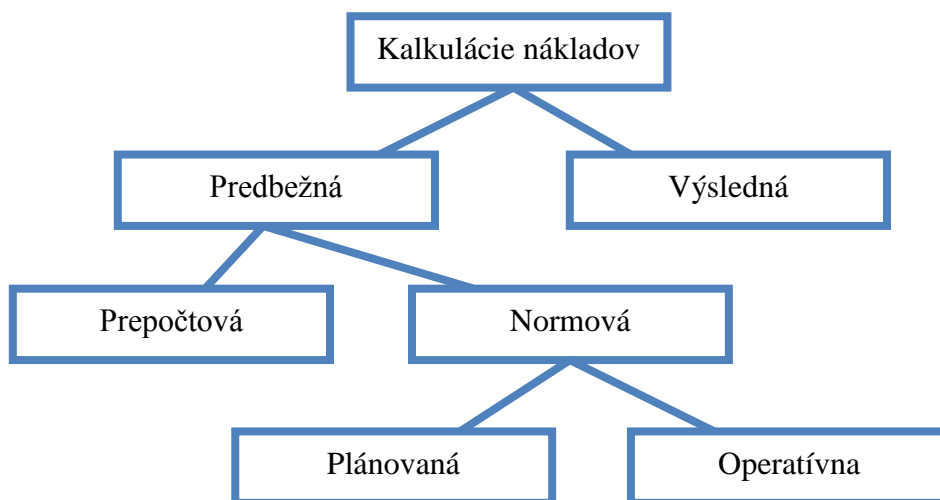 Kalkulácie nákladov
Predbežná
Výsledná
Prepočtová
Normová
Plánovaná
Operatívna